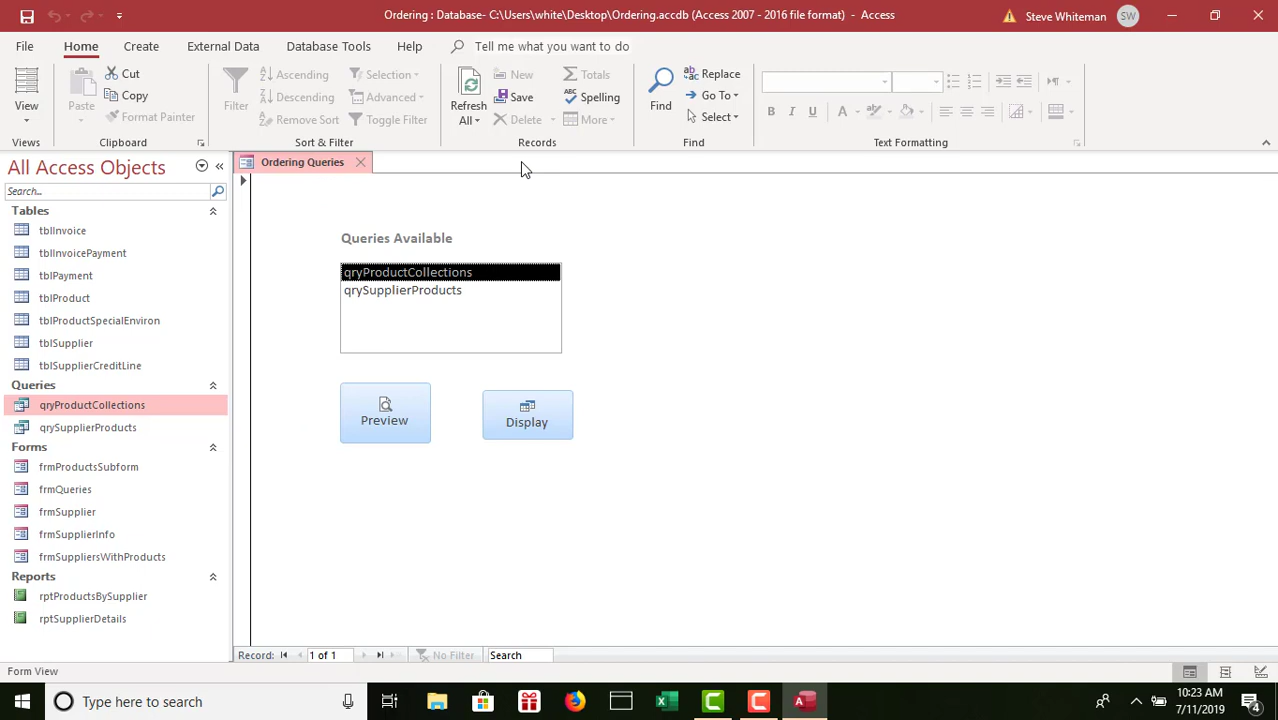 Ordering : Database- C:\Users\white\Desktop\Ordering.accdb (Access 2007 - 2016 file format) - Access
Steve Whiteman SW
File Home Create External Data Database Tools Help Tell me what you want to do
View
Views
Paste
Cut
Copy
Format Painter
Clipboard
Filter
Ascending
Descending
Remove Sort
Selection
Advanced
Toggle Filter
Sort & Filter
Refresh
All
New
Save
Delete
Totals
Spelling
More
Records
Find
Replace
Go To
Select
Find
B I U A
Text Formatting
All Access Objects
Search...
Tables
tblInvoice
tblInvoicePayment
tblPayment
tblProduct
tblProductSpecialEnviron
tblSupplier
tblSupplierCreditLine
Queries
qryProductCollections
qrySupplierProducts
Forms
frmProductsSubform
frmQueries
frmSupplier
frmSupplierInfo
frmSuppliersWithProducts
Reports
rptProductsBySupplier
rptSupplierDetails
Ordering Queries
Queries Available
qryProductCollections
qrySupplierProducts
Preview
Display
Record: 1 of 1 No Filter Search
Form View
Type here to search
10:23 AM
7/11/2019
4